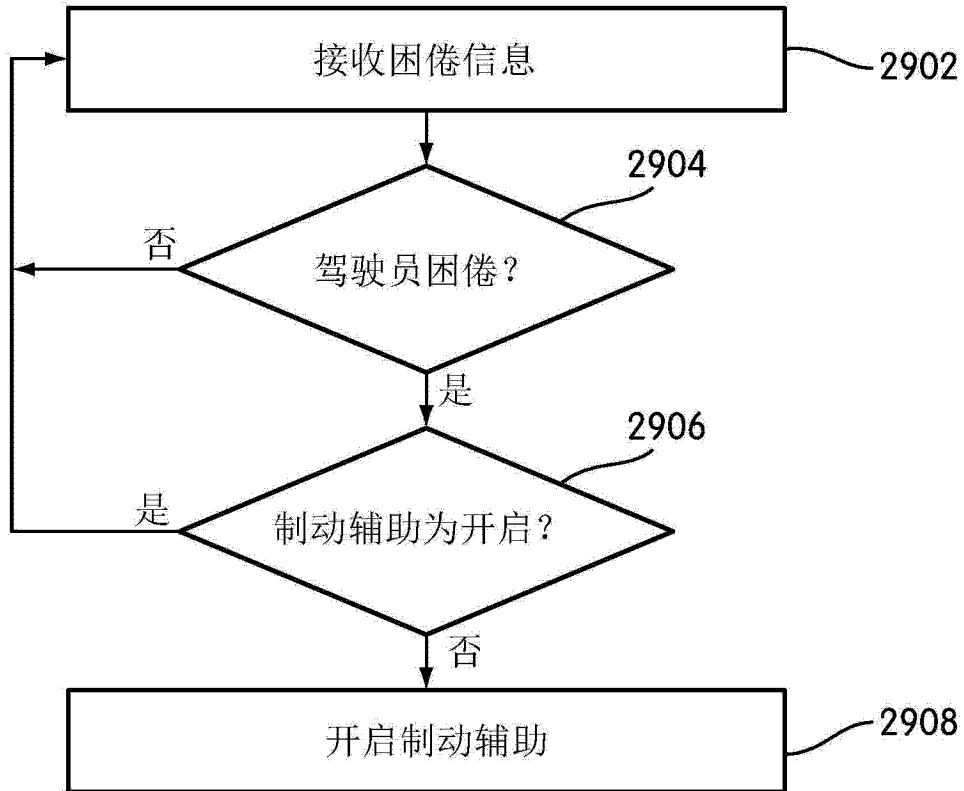 接收困倦信息
2902
2904
否
驾驶员困倦？
是
2906
是
制动辅助为开启？
否
开启制动辅助
2908